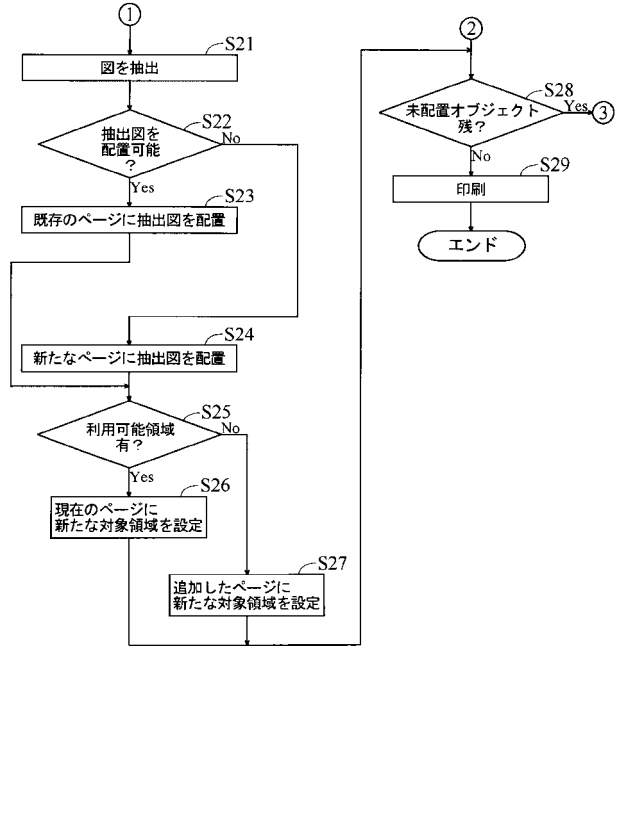 1
S21
図を抽出
S22
抽出図を
配置可能
?
No
Yes
S23
既存のページに抽出図を配置
S24
新たなページに抽出図を配置
S25
利用可能領域
有?
No
Yes
S26
現在のページに
新たな対象領域を設定
S27
追加したページに
新たな対象領域を設定
2
S28
未配置オブジェクト
残?
Yes
3
No
S29
印刷
エンド